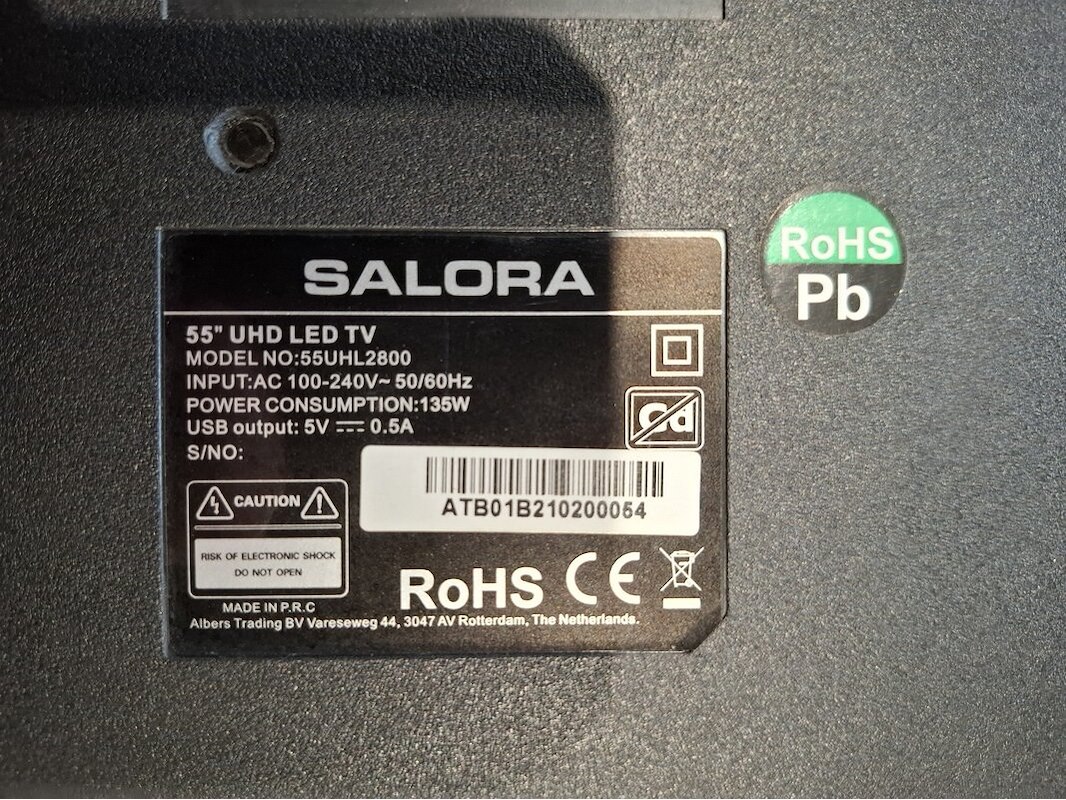 SALORA
55" UHD LED TV
MODEL NO:55UHL2800
INPUT:AC 100-240V~ 50/60Hz
POWER CONSUMPTION:135W
USB output: 5V ⎓ 0.5A
S/NO:
Cd
ATB01B210200054
CAUTION
RISK OF ELECTRONIC SHOCK
DO NOT OPEN
RoHS CE
MADE IN P.R.C
Albers Trading BV Vareseweg 44, 3047 AV Rotterdam, The Netherlands.
RoHS
Pb